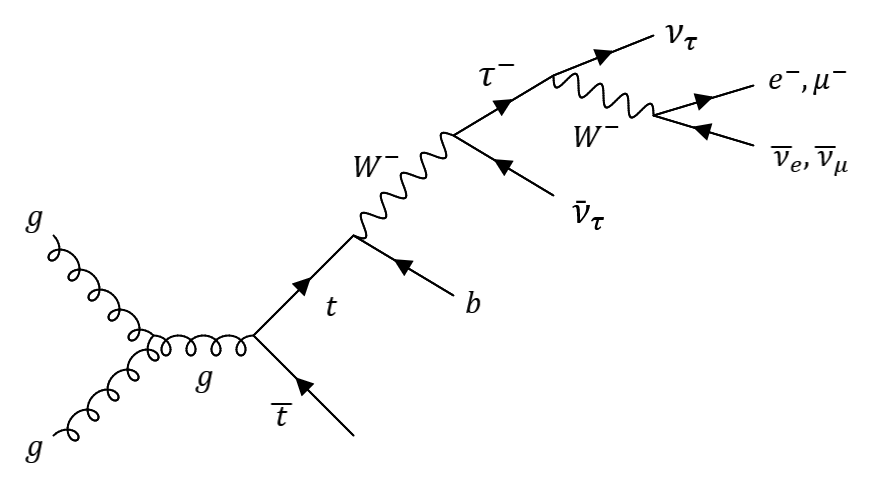 ν_τ
τ⁻
e⁻, μ⁻
W⁻
ν̅_e, ν̅_μ
W⁻
ν̅_τ
g
t
b
g
t̅
g